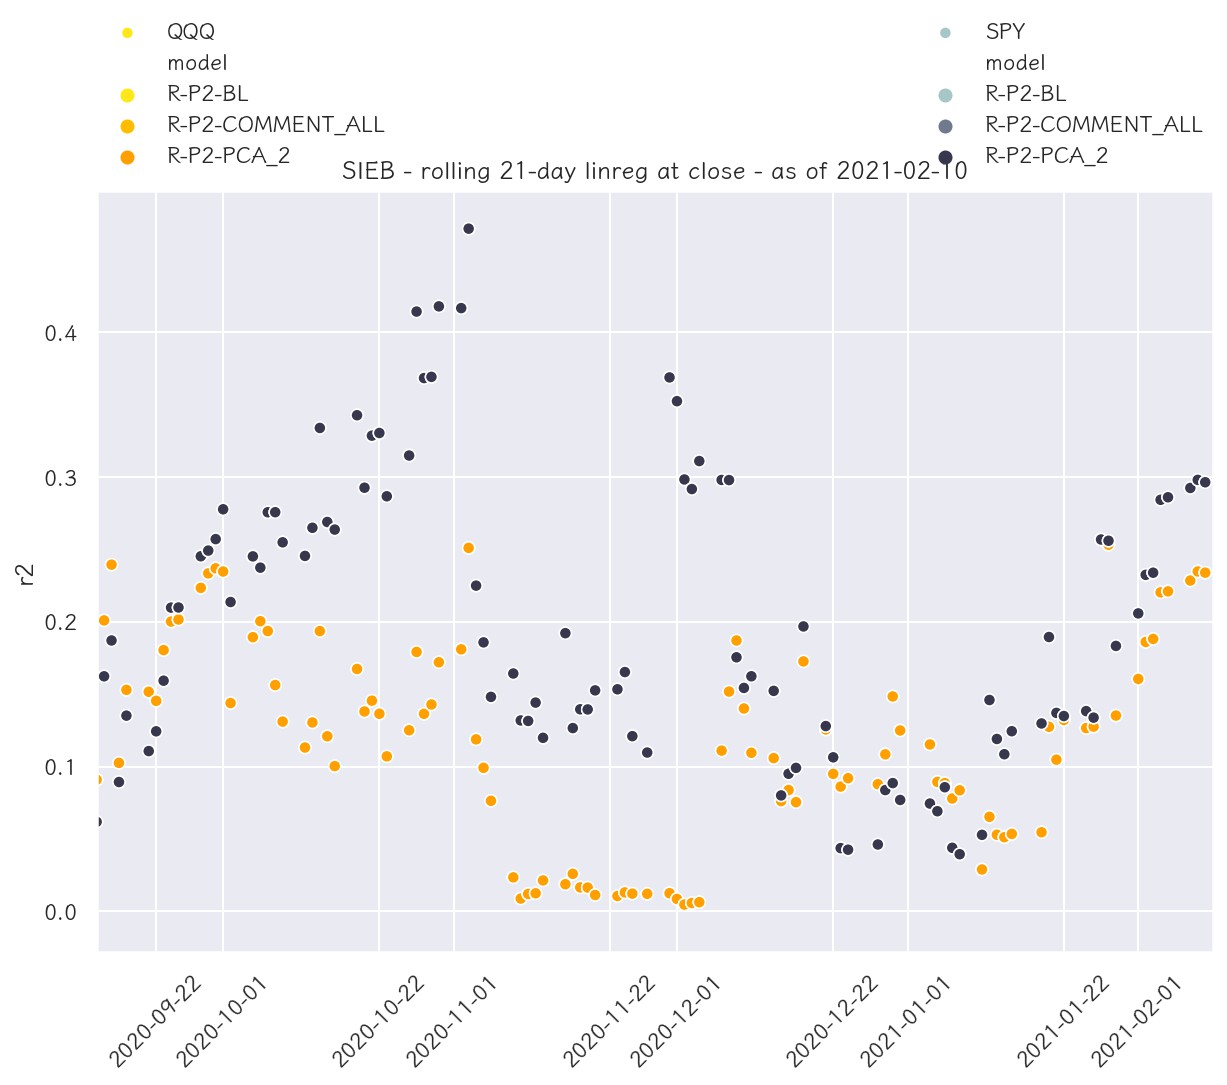 QQQ
model
R-P2-BL
R-P2-COMMENT_ALL
R-P2-PCA_2
SPY
model
R-P2-BL
R-P2-COMMENT_ALL
R-P2-PCA_2
SIEB - rolling 21-day linreg at close - as of 2021-02-10
r2
0.4
0.3
0.2
0.1
0.0
2020-09-22
2020-10-01
2020-10-22
2020-11-01
2020-11-22
2020-12-01
2020-12-22
2021-01-01
2021-01-22
2021-02-01